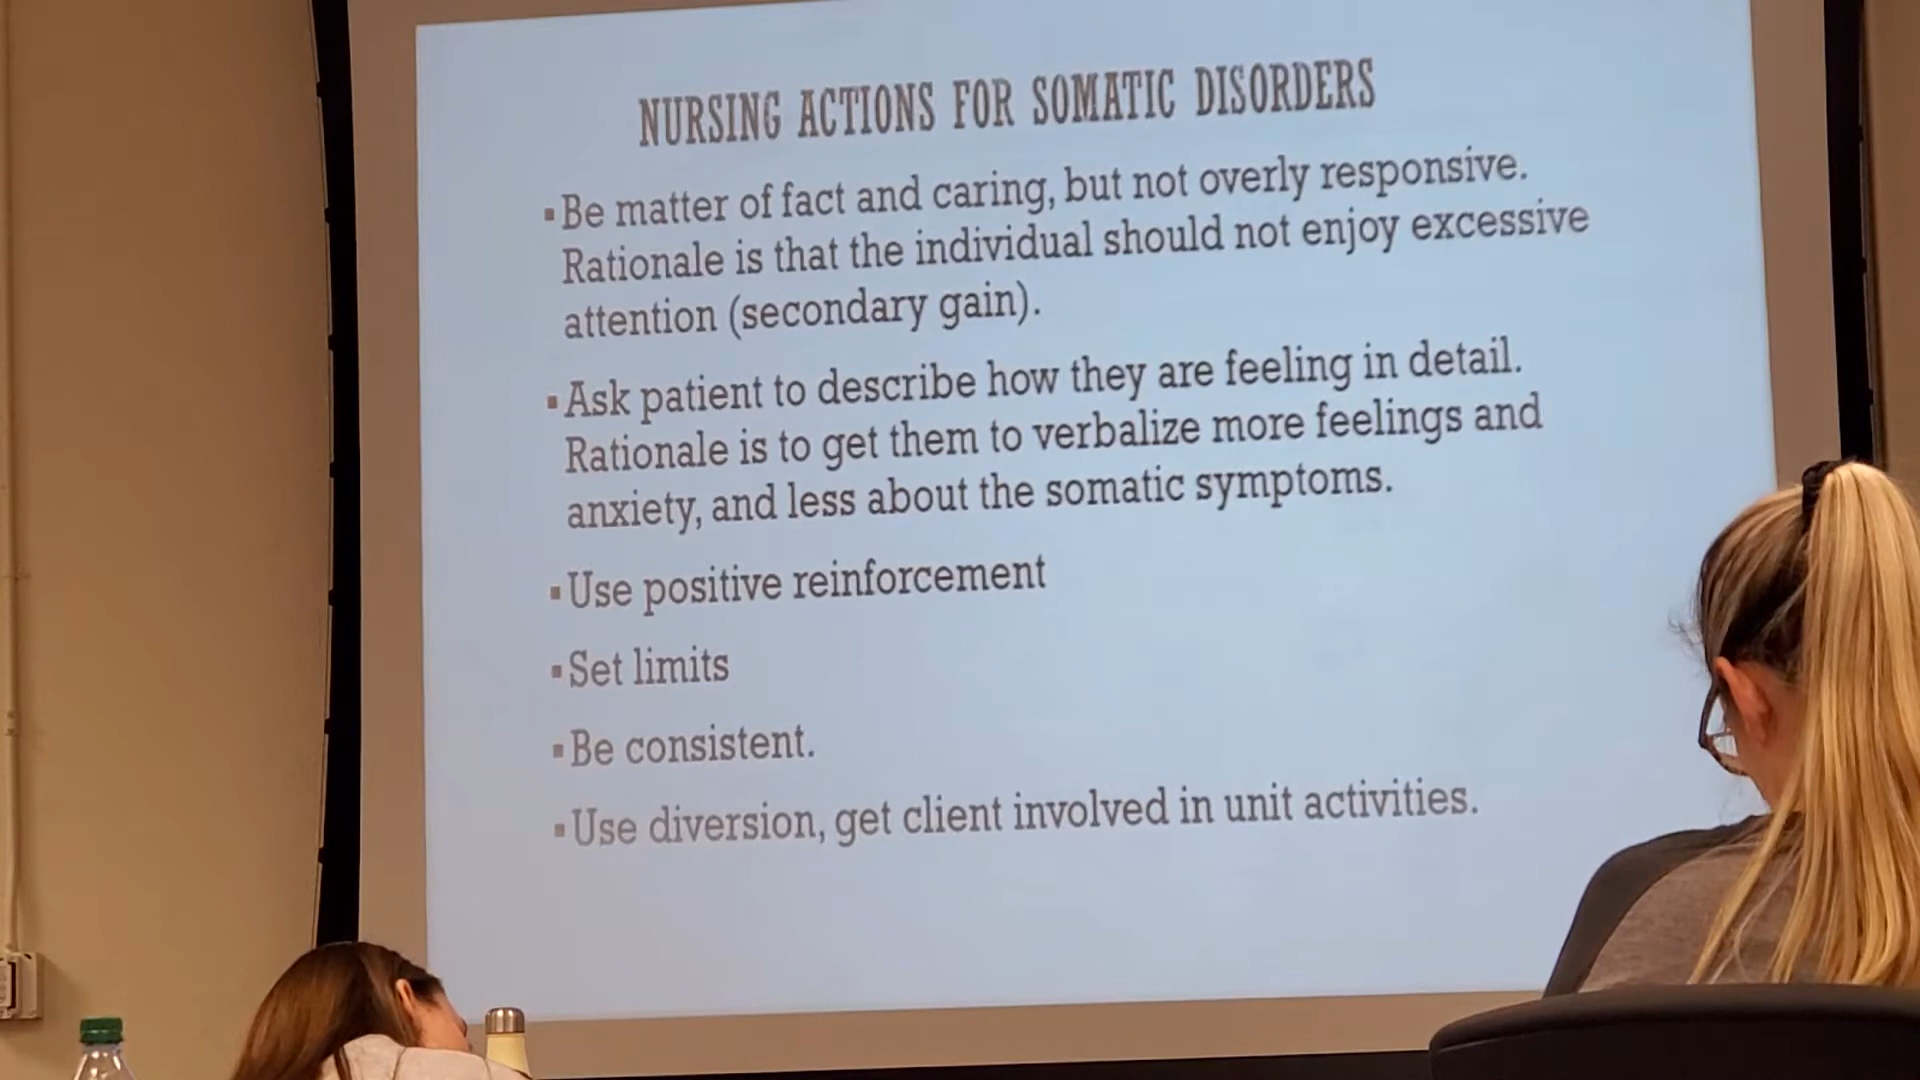 NURSING ACTIONS FOR SOMATIC DISORDERS
▪Be matter of fact and caring, but not overly responsive.
Rationale is that the individual should not enjoy excessive
attention (secondary gain).
▪Ask patient to describe how they are feeling in detail.
Rationale is to get them to verbalize more feelings and
anxiety, and less about the somatic symptoms.
▪Use positive reinforcement
▪Set limits
▪Be consistent.
▪Use diversion, get client involved in unit activities.